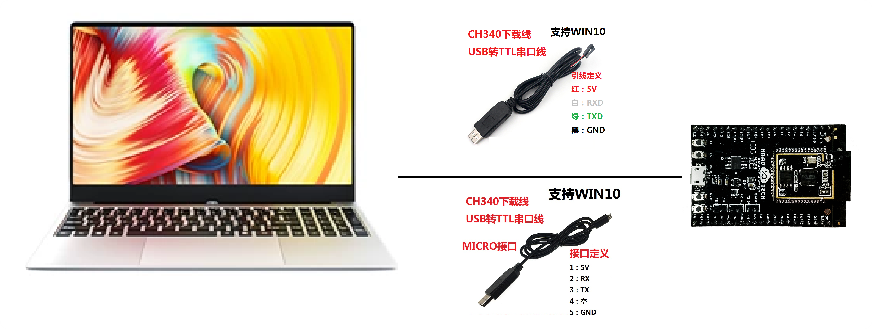 CH340下载线
支持WIN10
USB转TTL串口线
引线定义
红：5V
白：RXD
绿：TXD
黑：GND
CH340下载线
支持WIN10
USB转TTL串口线
MICRO接口
接口定义
1：5V
2：RX
3：TX
4：空
5：GND